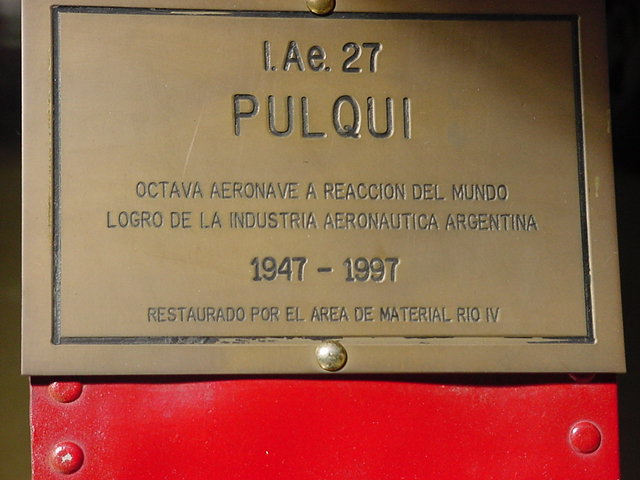 I.Ae. 27
PULQUI
OCTAVA AERONAVE A REACCION DEL MUNDO
LOGRO DE LA INDUSTRIA AERONAUTICA ARGENTINA
1947 - 1997
RESTAURADO POR EL AREA DE MATERIAL RIO IV